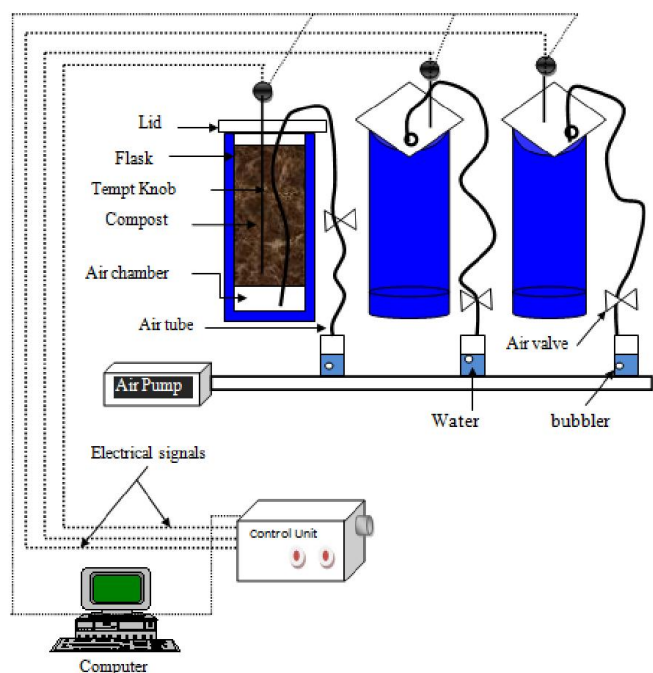 Lid
Flask
Tempt Knob
Compost
Air chamber
Air tube
Air valve
Air Pump
Water
bubbler
Electrical signals
Control Unit
Computer